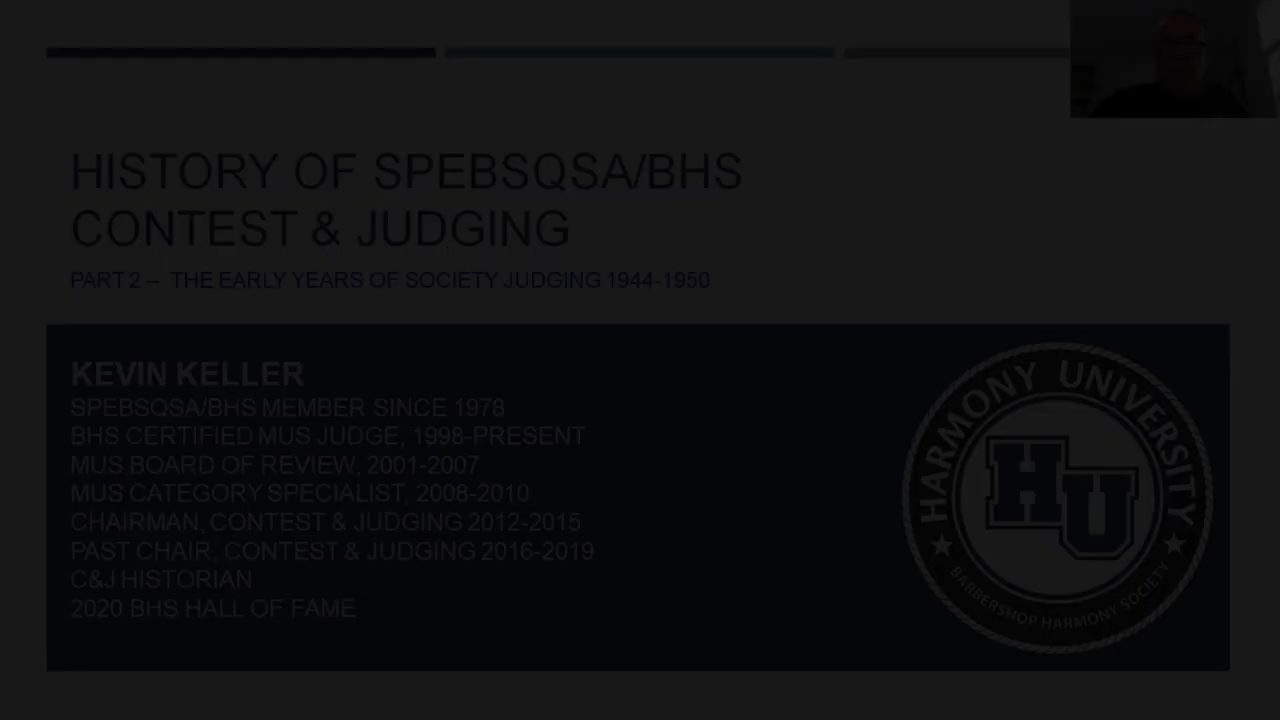 HISTORY OF SPEBSQSA/BHS
CONTEST & JUDGING
PART 2 – THE EARLY YEARS OF SOCIETY JUDGING 1944-1950
KEVIN KELLER
SPEBSQSA/BHS MEMBER SINCE 1978
BHS CERTIFIED MUS JUDGE, 1998-PRESENT
MUS BOARD OF REVIEW, 2001-2007
MUS CATEGORY SPECIALIST, 2008-2010
CHAIRMAN, CONTEST & JUDGING 2012-2015
PAST CHAIR, CONTEST & JUDGING 2016-2019
C&J HISTORIAN
2020 BHS HALL OF FAME
HARMONY UNIVERSITY
HU
BARBERSHOP HARMONY SOCIETY